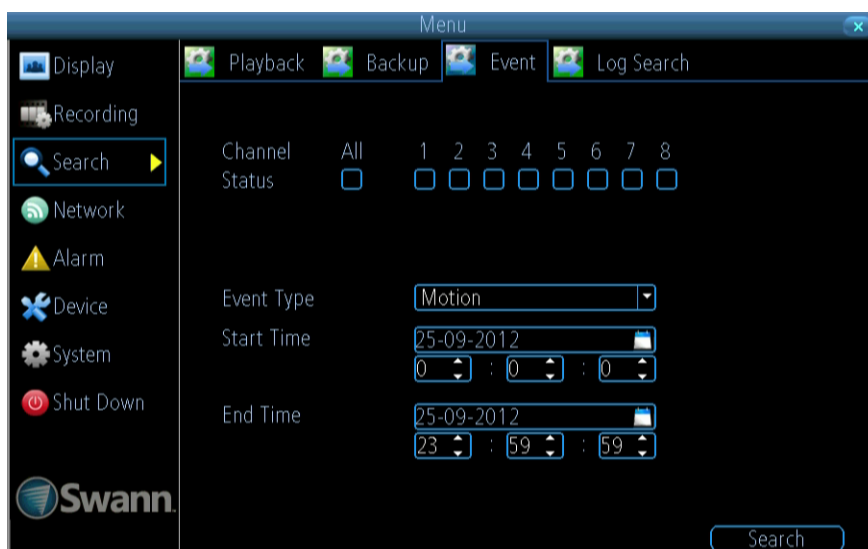 Menu
Display
Recording
Search
Network
Alarm
Device
System
Shut Down
Swann
Playback Backup Event Log Search
Channel All 1 2 3 4 5 6 7 8
Status
Event Type Motion
Start Time 25-09-2012
0 : 0 : 0
End Time 25-09-2012
23 : 59 : 59
Search